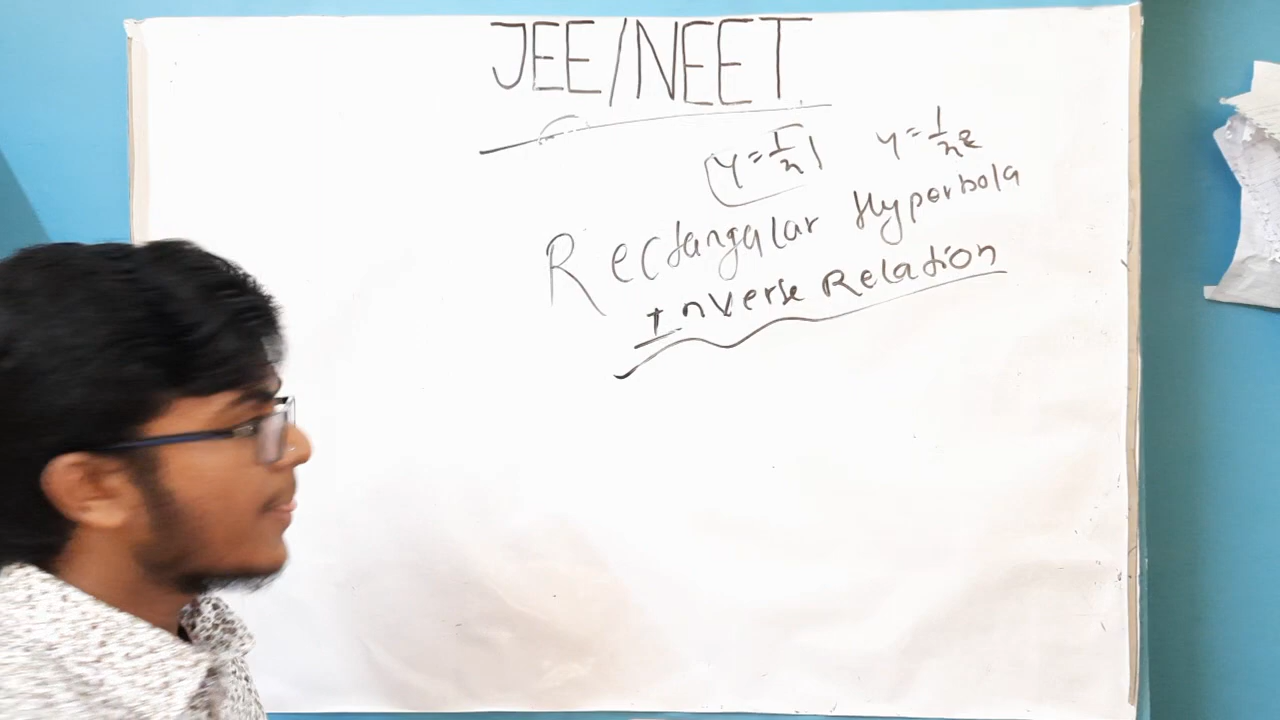 JEE/NEET
y = 1/x y = 1/x²
Rectangular Hyperbola
Inverse Relation